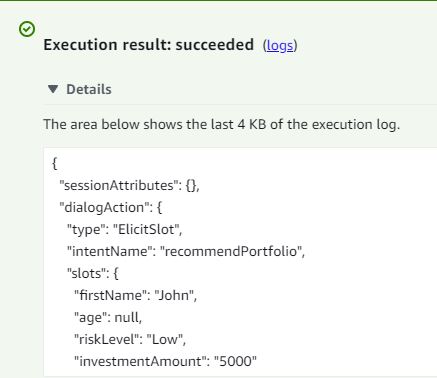 Execution result: succeeded (logs)
Details
The area below shows the last 4 KB of the execution log.
{
  "sessionAttributes": {},
  "dialogAction": {
    "type": "ElicitSlot",
    "intentName": "recommendPortfolio",
    "slots": {
      "firstName": "John",
      "age": null,
      "riskLevel": "Low",
      "investmentAmount": "5000"